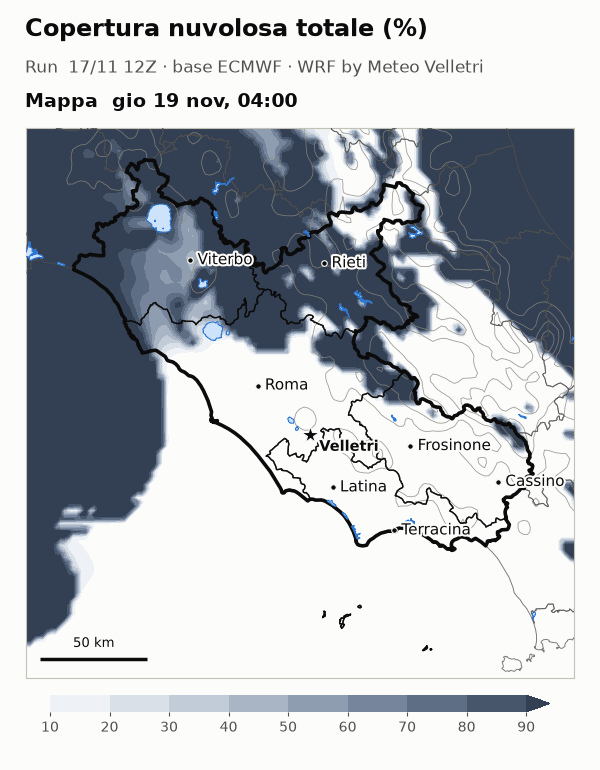 Copertura nuvolosa totale (%)
Run 17/11 12Z · base ECMWF · WRF by Meteo Velletri
Mappa gio 19 nov, 04:00
Viterbo
Rieti
Roma
Velletri
Frosinone
Latina
Cassino
Terracina
50 km
10 20 30 40 50 60 70 80 90